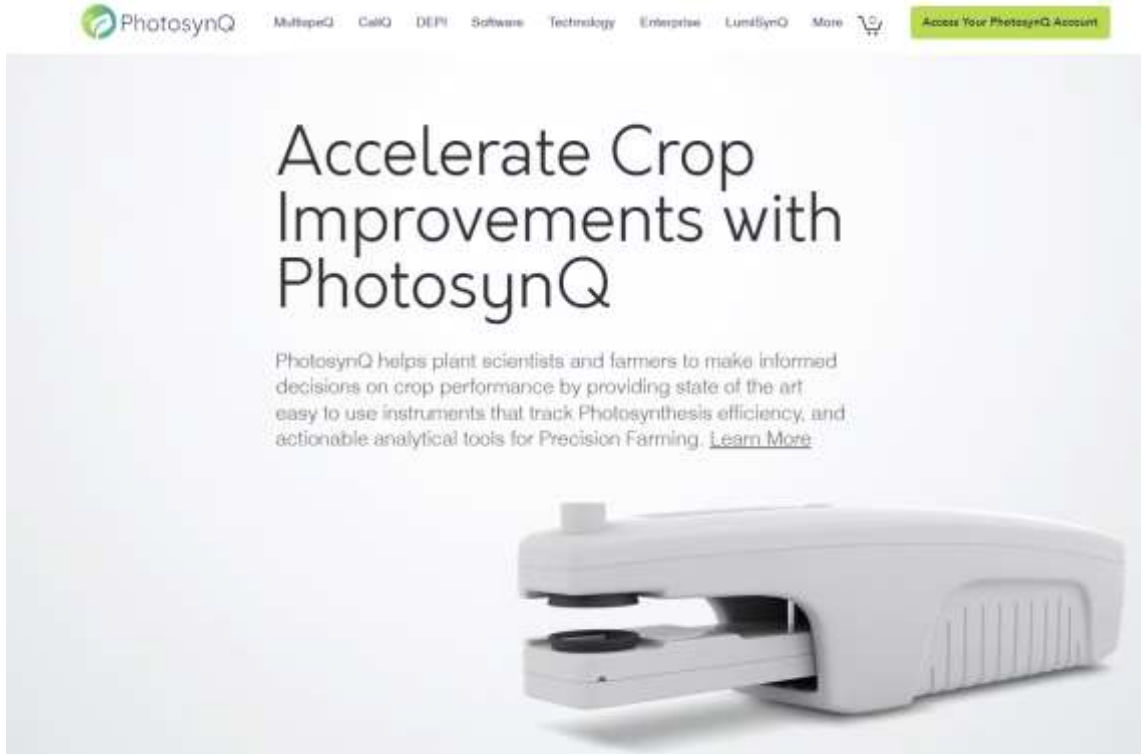 PhotosynQ
MultispeQ CaliQ DEPI Software Technology Enterprise LumiSynQ More 0 Access Your PhotosynQ Account
Accelerate Crop
Improvements with
PhotosynQ
PhotosynQ helps plant scientists and farmers to make informed
decisions on crop performance by providing state of the art
easy to use instruments that track Photosynthesis efficiency, and
actionable analytical tools for Precision Farming. Learn More